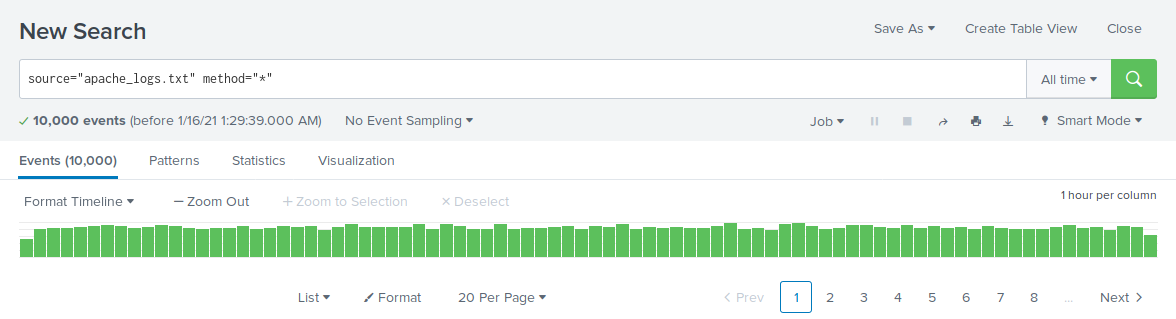 New Search
Save As Create Table View Close
source="apache_logs.txt" method="*"
All time
10,000 events (before 1/16/21 1:29:39.000 AM) No Event Sampling
Job Smart Mode
Events (10,000) Patterns Statistics Visualization
Format Timeline — Zoom Out + Zoom to Selection × Deselect
1 hour per column
List Format 20 Per Page
< Prev 1 2 3 4 5 6 7 8 ... Next >